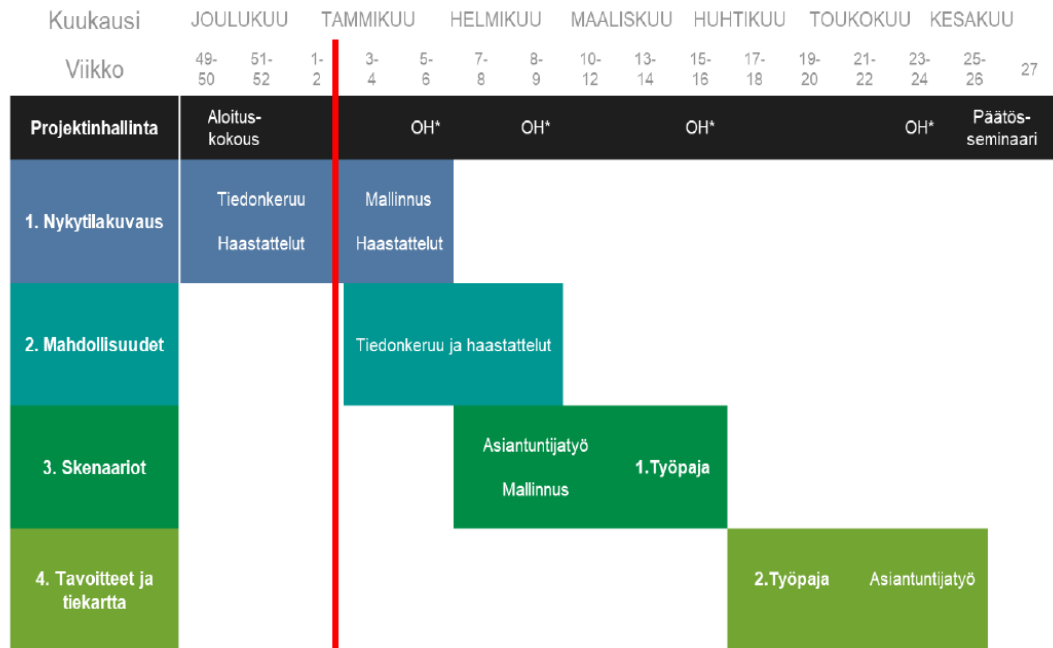 Kuukausi JOULUKUU TAMMIKUU HELMIKUU MAALISKUU HUHTIKUU TOUKOKUU KESAKUU
Viikko 49-50 51-52 1-2 3-4 5-6 7-8 8-9 10-12 13-14 15-16 17-18 19-20 21-22 23-24 25-26 27
Projektinhallinta
Aloitus-
kokous
OH* OH* OH* OH*
Päätös-
seminaari
1. Nykytilakuvaus
Tiedonkeruu
Haastattelut
Mallinnus
Haastattelut
2. Mahdollisuudet
Tiedonkeruu ja haastattelut
3. Skenaariot
Asiantuntijatyö
Mallinnus
1.Työpaja
4. Tavoitteet ja
tiekartta
2.Työpaja
Asiantuntijatyö